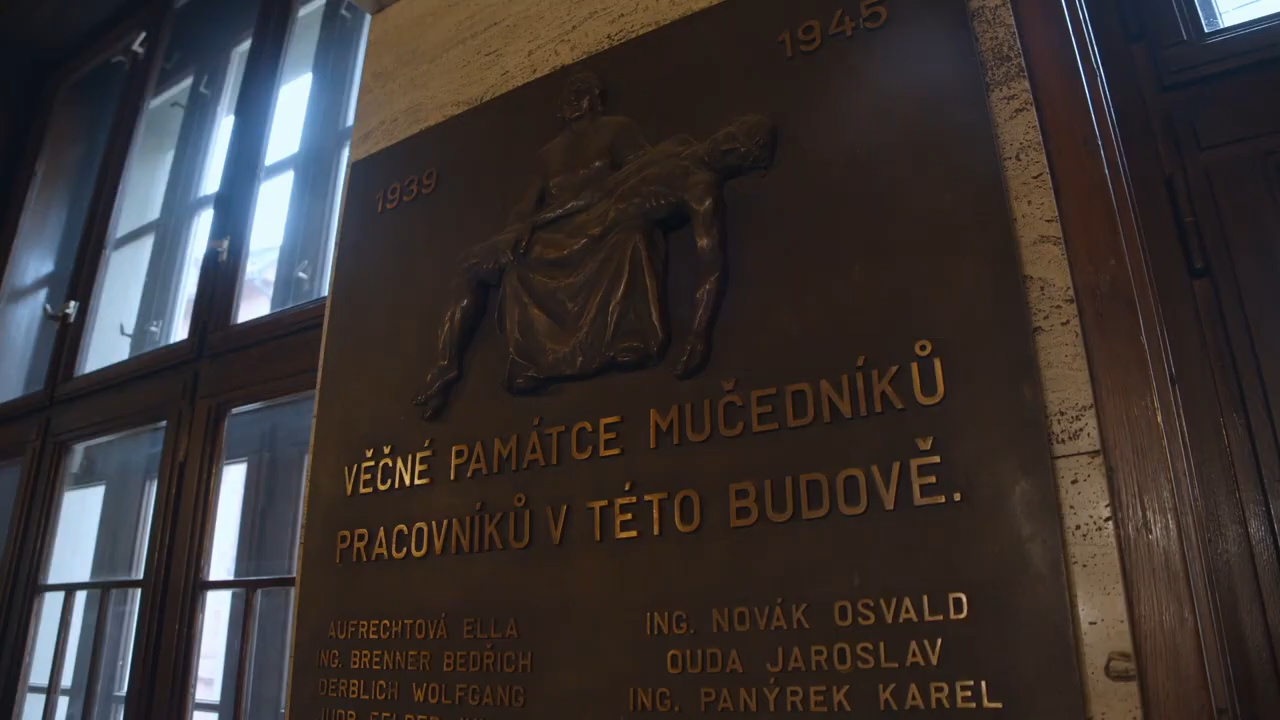 1939 1945
VĚČNÉ PAMÁTCE MUČEDNÍKŮ
PRACOVNÍKŮ V TÉTO BUDOVĚ.
AUFRECHTOVÁ ELLA
ING. BRENNER BEDŘICH
DERBLICH WOLFGANG
ING. NOVÁK OSVALD
OUDA JAROSLAV
ING. PANÝREK KAREL